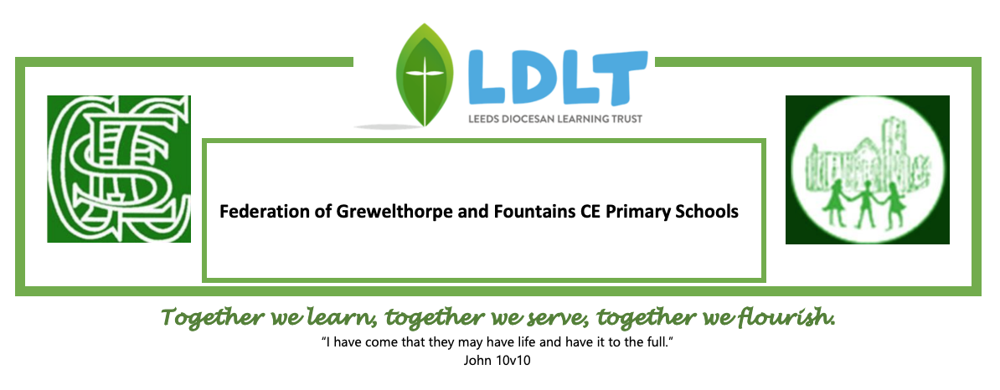 LDLT
LEEDS DIOCESAN LEARNING TRUST
Federation of Grewelthorpe and Fountains CE Primary Schools
Together we learn, together we serve, together we flourish.
“I have come that they may have life and have it to the full.”
John 10v10